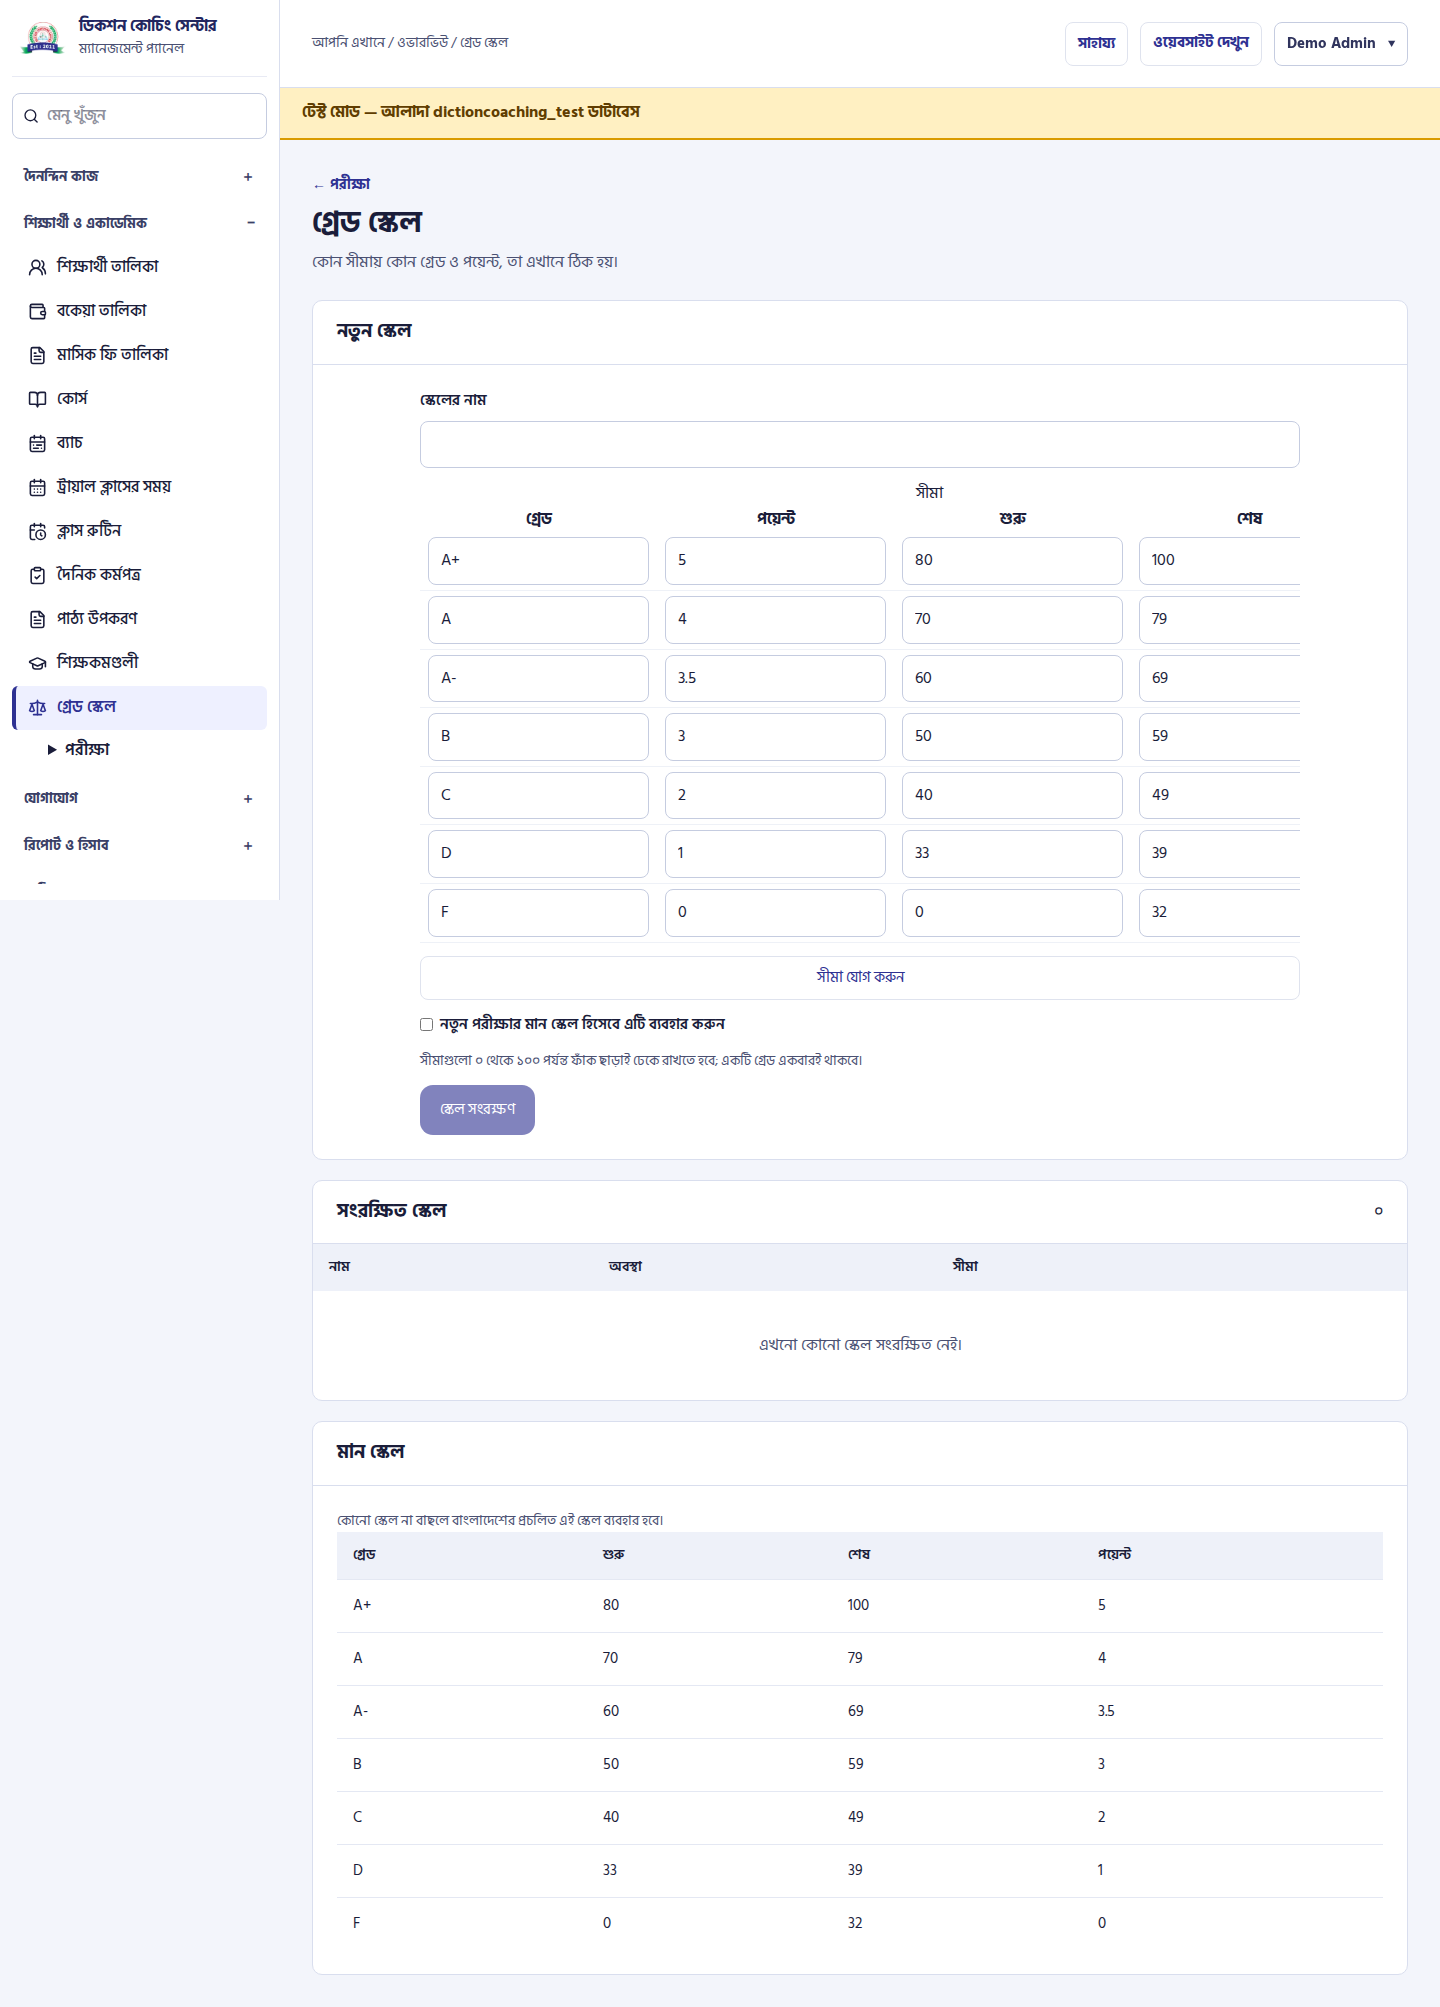 ডিকশন কোচিং সেন্টার
ম্যানেজমেন্ট প্যানেল
Est : 2011
মেনু খুঁজুন
দৈনন্দিন কাজ +
শিক্ষার্থী ও একাডেমিক −
শিক্ষার্থী তালিকা
বকেয়া তালিকা
মাসিক ফি তালিকা
কোর্স
ব্যাচ
ট্রায়াল ক্লাসের সময়
ক্লাস রুটিন
দৈনিক কর্মপত্র
পাঠ্য উপকরণ
শিক্ষকমণ্ডলী
গ্রেড স্কেল
▶ পরীক্ষা
যোগাযোগ +
রিপোর্ট ও হিসাব +
আপনি এখানে / ওভারভিউ / গ্রেড স্কেল
সাহায্য
ওয়েবসাইট দেখুন
Demo Admin ▾
টেস্ট মোড — আলাদা dictioncoaching_test ডাটাবেস
← পরীক্ষা
গ্রেড স্কেল
কোন সীমায় কোন গ্রেড ও পয়েন্ট, তা এখানে ঠিক হয়।
নতুন স্কেল
স্কেলের নাম
সীমা
গ্রেড পয়েন্ট শুরু শেষ
A+ 5 80 100
A 4 70 79
A- 3.5 60 69
B 3 50 59
C 2 40 49
D 1 33 39
F 0 0 32
সীমা যোগ করুন
নতুন পরীক্ষার মান স্কেল হিসেবে এটি ব্যবহার করুন
সীমাগুলো ০ থেকে ১০০ পর্যন্ত ফাঁক ছাড়াই ঢেকে রাখতে হবে; একটি গ্রেড একবারই থাকবে।
স্কেল সংরক্ষণ
সংরক্ষিত স্কেল ০
নাম অবস্থা সীমা
এখনো কোনো স্কেল সংরক্ষিত নেই।
মান স্কেল
কোনো স্কেল না বাছলে বাংলাদেশের প্রচলিত এই স্কেল ব্যবহার হবে।
গ্রেড শুরু শেষ পয়েন্ট
A+ 80 100 5
A 70 79 4
A- 60 69 3.5
B 50 59 3
C 40 49 2
D 33 39 1
F 0 32 0